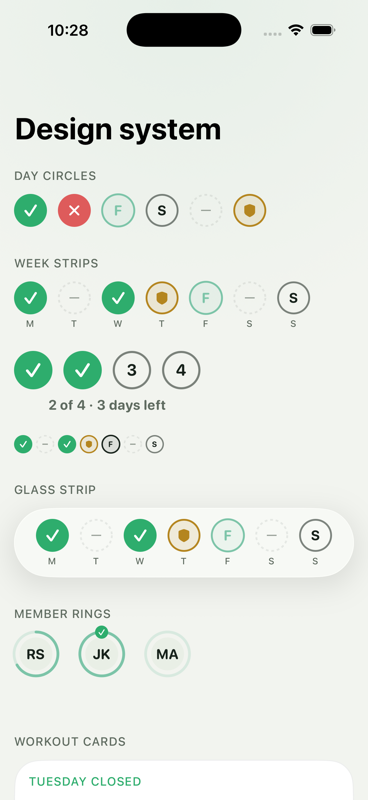 10:28
Design system
DAY CIRCLES
F S
WEEK STRIPS
F S
M T W T F S S
3 4
2 of 4 · 3 days left
F S
GLASS STRIP
F S
M T W T F S S
MEMBER RINGS
RS JK MA
WORKOUT CARDS
TUESDAY CLOSED